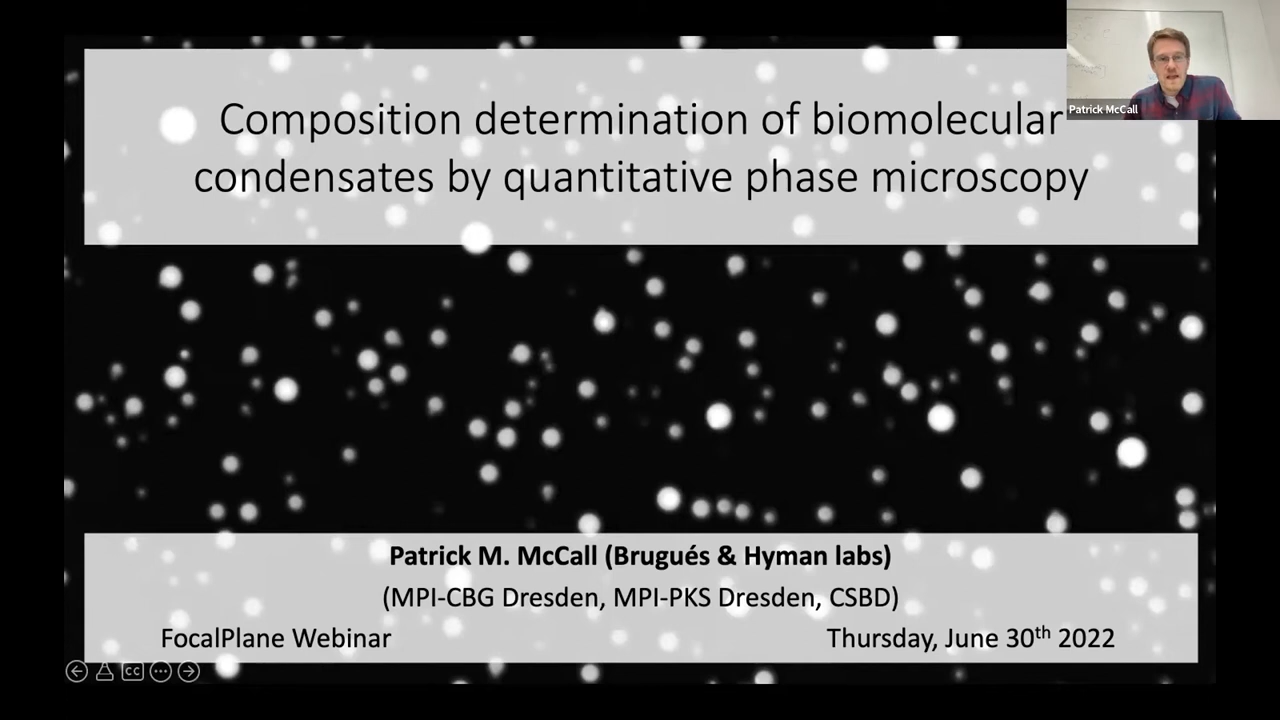 Composition determination of biomolecular
condensates by quantitative phase microscopy
Patrick McCall
Patrick M. McCall (Brugués & Hyman labs)
(MPI-CBG Dresden, MPI-PKS Dresden, CSBD)
FocalPlane Webinar
Thursday, June 30th 2022
CC